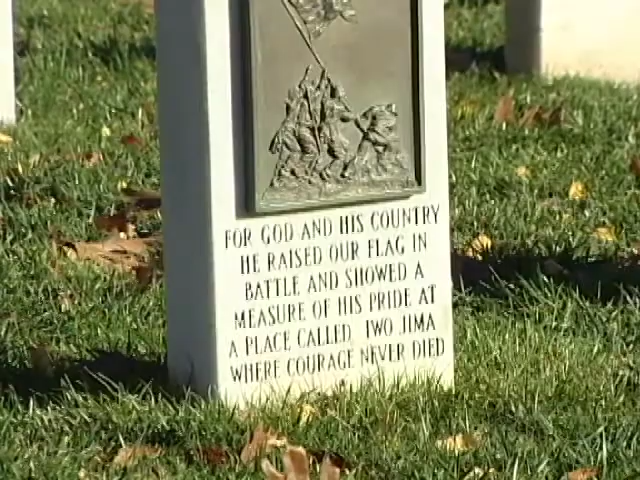 FOR GOD AND HIS COUNTRY
HE RAISED OUR FLAG IN
BATTLE AND SHOWED A
MEASURE OF HIS PRIDE AT
A PLACE CALLED IWO JIMA
WHERE COURAGE NEVER DIED